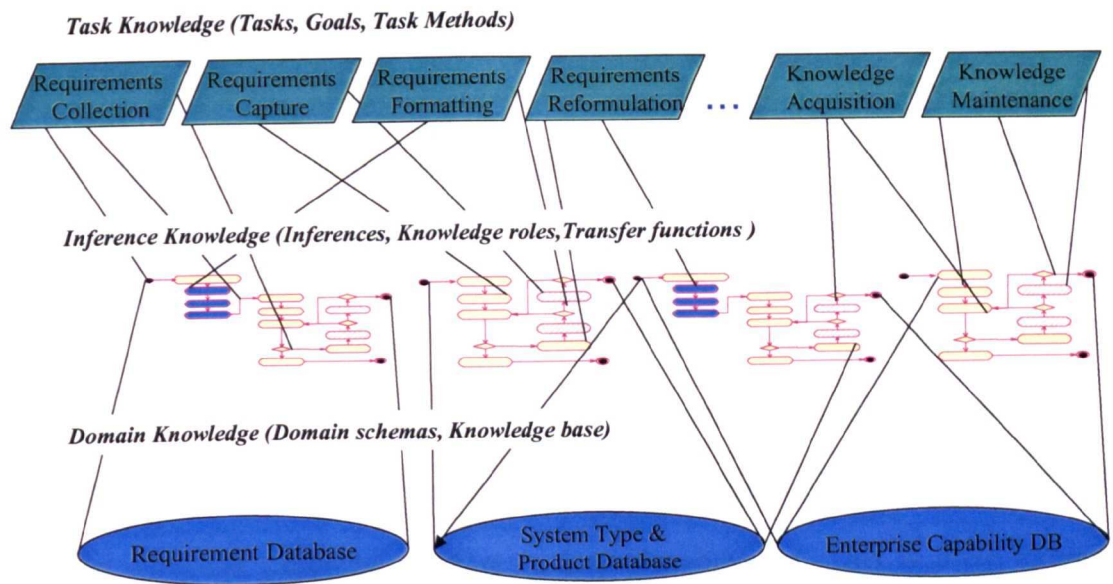 Task Knowledge (Tasks, Goals, Task Methods)
Requirements
Collection
Requirements
Capture
Requirements
Formatting
Requirements
Reformulation
...
Knowledge
Acquisition
Knowledge
Maintenance
Inference Knowledge (Inferences, Knowledge roles,Transfer functions )
Domain Knowledge (Domain schemas, Knowledge base)
Requirement Database
System Type &
Product Database
Enterprise Capability DB